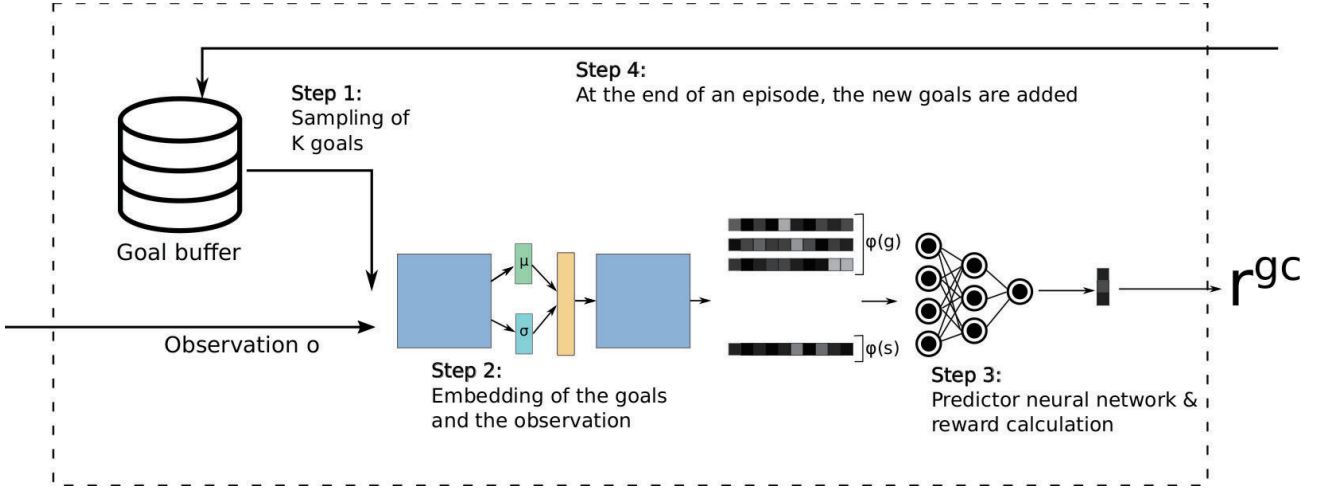 Step 4:
At the end of an episode, the new goals are added
Step 1:
Sampling of
K goals
Goal buffer
Observation o
μ
σ
Step 2:
Embedding of the goals
and the observation
φ(g)
φ(s)
Step 3:
Predictor neural network &
reward calculation
r^gc